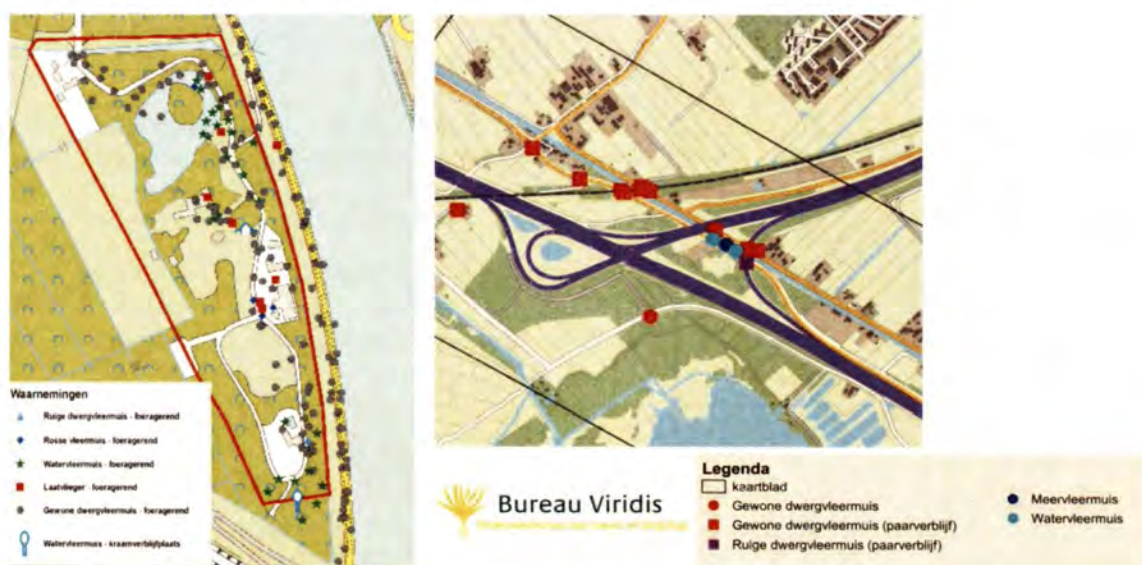 Waarnemingen
Ruige dwergvleermuis - foeragerend
Rosse vleermuis - foeragerend
Watervleermuis - foeragerend
Laatvlieger - foeragerend
Gewone dwergvleermuis - foeragerend
Watervleermuis - kraamverblijfplaats
Bureau Viridis
Legenda
kaartblad
Gewone dwergvleermuis
Gewone dwergvleermuis (paarverblijf)
Ruige dwergvleermuis (paarverblijf)
Meervleermuis
Watervleermuis